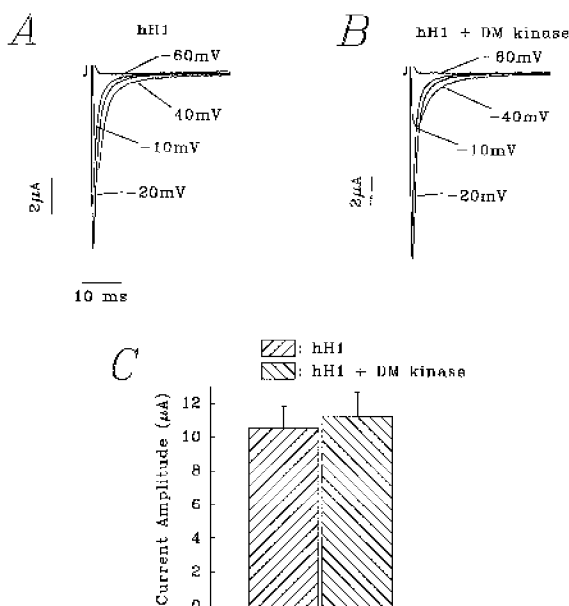 A
hH1
-60mV
40mV
-10mV
-20mV
2μA
10 ms
B
hH1 + DM kinase
-60mV
-40mV
-10mV
-20mV
2μA
C
: hH1
: hH1 + DM kinase
Current Amplitude (μA)
12
10
8
6
4
2
0